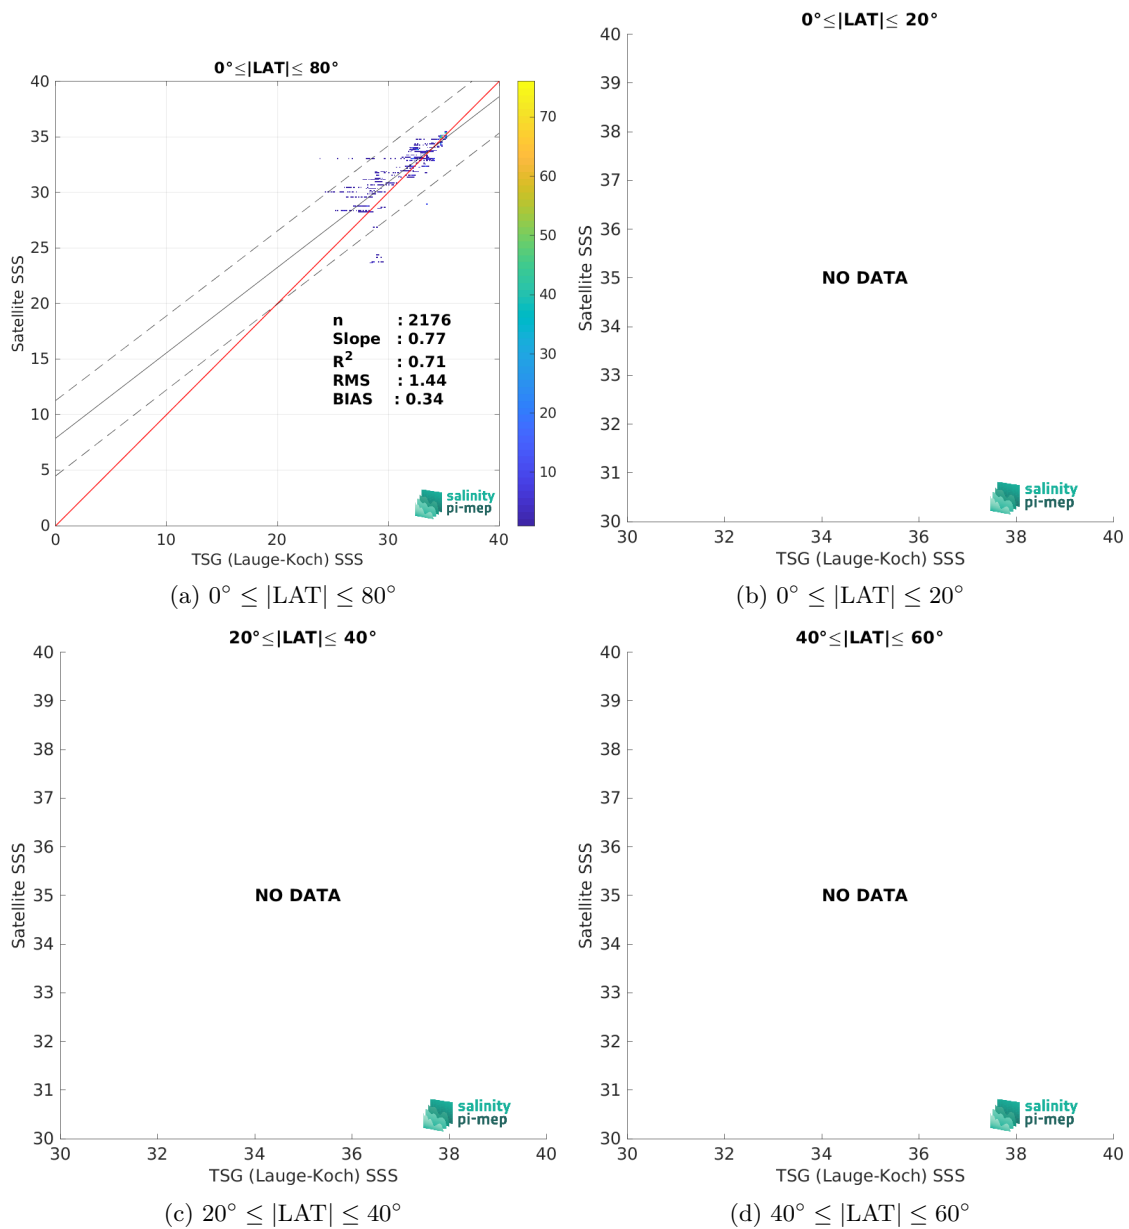 0°≤|LAT|≤ 80°
40
35
30
25
20
15
10
5
0
0
10
20
30
40
Satellite SSS
TSG (Lauge-Koch) SSS
n : 2176
Slope : 0.77
R² : 0.71
RMS : 1.44
BIAS : 0.34
salinity
pi-mep
70
60
50
40
30
20
10
(a) 0° ≤ |LAT| ≤ 80°
0°≤|LAT|≤ 20°
40
39
38
37
36
35
34
33
32
31
30
30
32
34
36
38
40
Satellite SSS
NO DATA
salinity
pi-mep
TSG (Lauge-Koch) SSS
(b) 0° ≤ |LAT| ≤ 20°
20°≤|LAT|≤ 40°
40
39
38
37
36
35
34
33
32
31
30
30
32
34
36
38
40
Satellite SSS
NO DATA
salinity
pi-mep
TSG (Lauge-Koch) SSS
(c) 20° ≤ |LAT| ≤ 40°
40°≤|LAT|≤ 60°
40
39
38
37
36
35
34
33
32
31
30
30
32
34
36
38
40
Satellite SSS
NO DATA
salinity
pi-mep
TSG (Lauge-Koch) SSS
(d) 40° ≤ |LAT| ≤ 60°